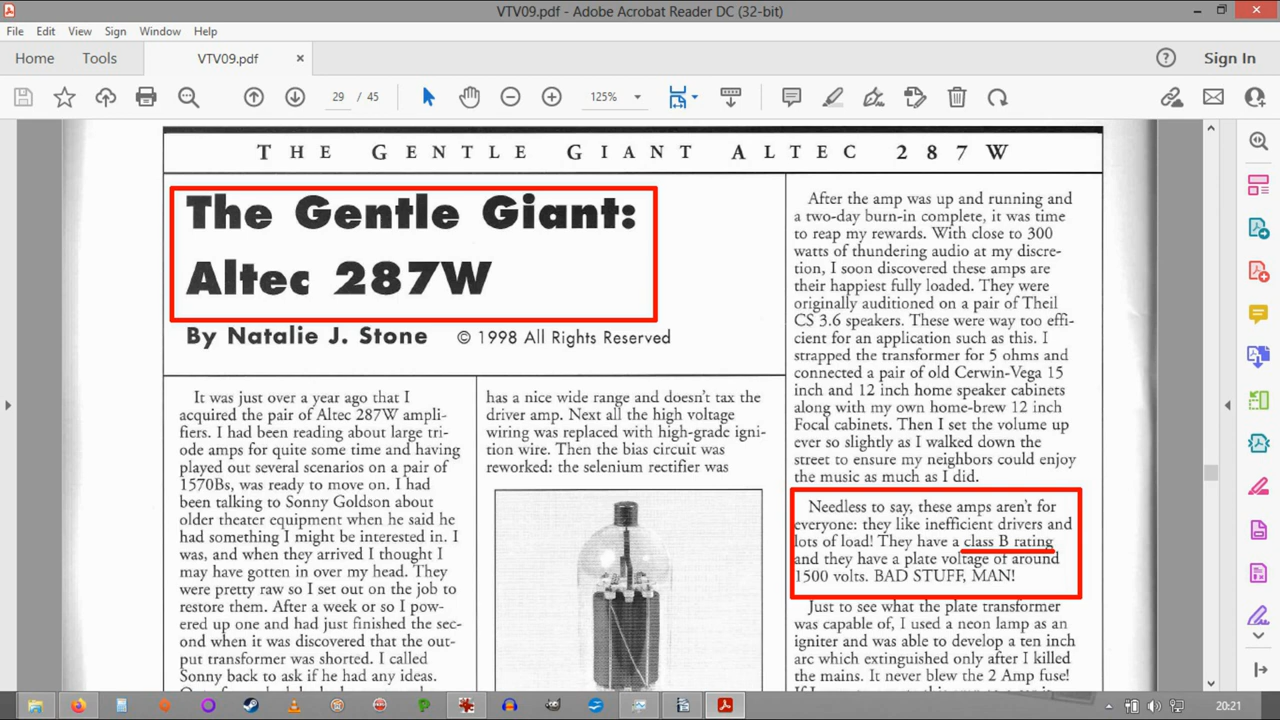 VTV09.pdf - Adobe Acrobat Reader DC (32-bit)
File Edit View Sign Window Help
Home Tools VTV09.pdf × Sign In
29 / 45 125%
THE GENTLE GIANT ALTEC 287W
The Gentle Giant:
Altec 287W
By Natalie J. Stone © 1998 All Rights Reserved
It was just over a year ago that I
acquired the pair of Altec 287W ampli-
fiers. I had been reading about large tri-
ode amps for quite some time and having
played out several scenarios on a pair of
1570Bs, was ready to move on. I had
been talking to Sonny Goldson about
older theater equipment when he said he
had something I might be interested in. I
was, and when they arrived I thought I
may have gotten in over my head. They
were pretty raw so I set out on the job to
restore them. After a week or so I pow-
ered up one and had just finished the sec-
ond when it was discovered that the out-
put transformer was shorted. I called
Sonny back to ask if he had any ideas.
has a nice wide range and doesn't tax the
driver amp. Next all the high voltage
wiring was replaced with high-grade igni-
tion wire. Then the bias circuit was
reworked: the selenium rectifier was
After the amp was up and running and
a two-day burn-in complete, it was time
to reap my rewards. With close to 300
watts of thundering audio at my discre-
tion, I soon discovered these amps are
their happiest fully loaded. They were
originally auditioned on a pair of Theil
CS 3.6 speakers. These were way too effi-
cient for an application such as this. I
strapped the transformer for 5 ohms and
connected a pair of old Cerwin-Vega 15
inch and 12 inch home speaker cabinets
along with my own home-brew 12 inch
Focal cabinets. Then I set the volume up
ever so slightly as I walked down the
street to ensure my neighbors could enjoy
the music as much as I did.
Needless to say, these amps aren't for
everyone: they like inefficient drivers and
lots of load! They have a class B rating
and they have a plate voltage of around
1500 volts. BAD STUFF, MAN!
Just to see what the plate transformer
was capable of, I used a neon lamp as an
igniter and was able to develop a ten inch
arc which extinguished only after I killed
the mains. It never blew the 2 Amp fuse!
20:21